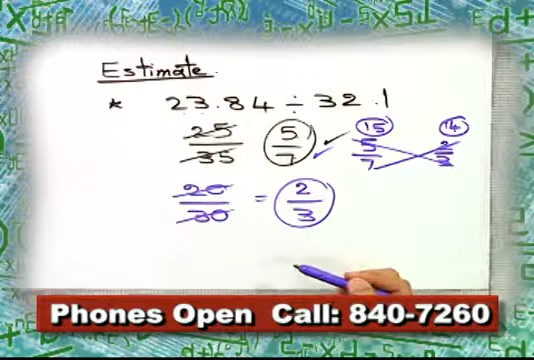 Estimate
* 23.84 ÷ 32.1
25/35 5/7 ✓ 15 14
5/7 2/3
20/30 = 2/3 ✓
Phones Open Call: 840-7260